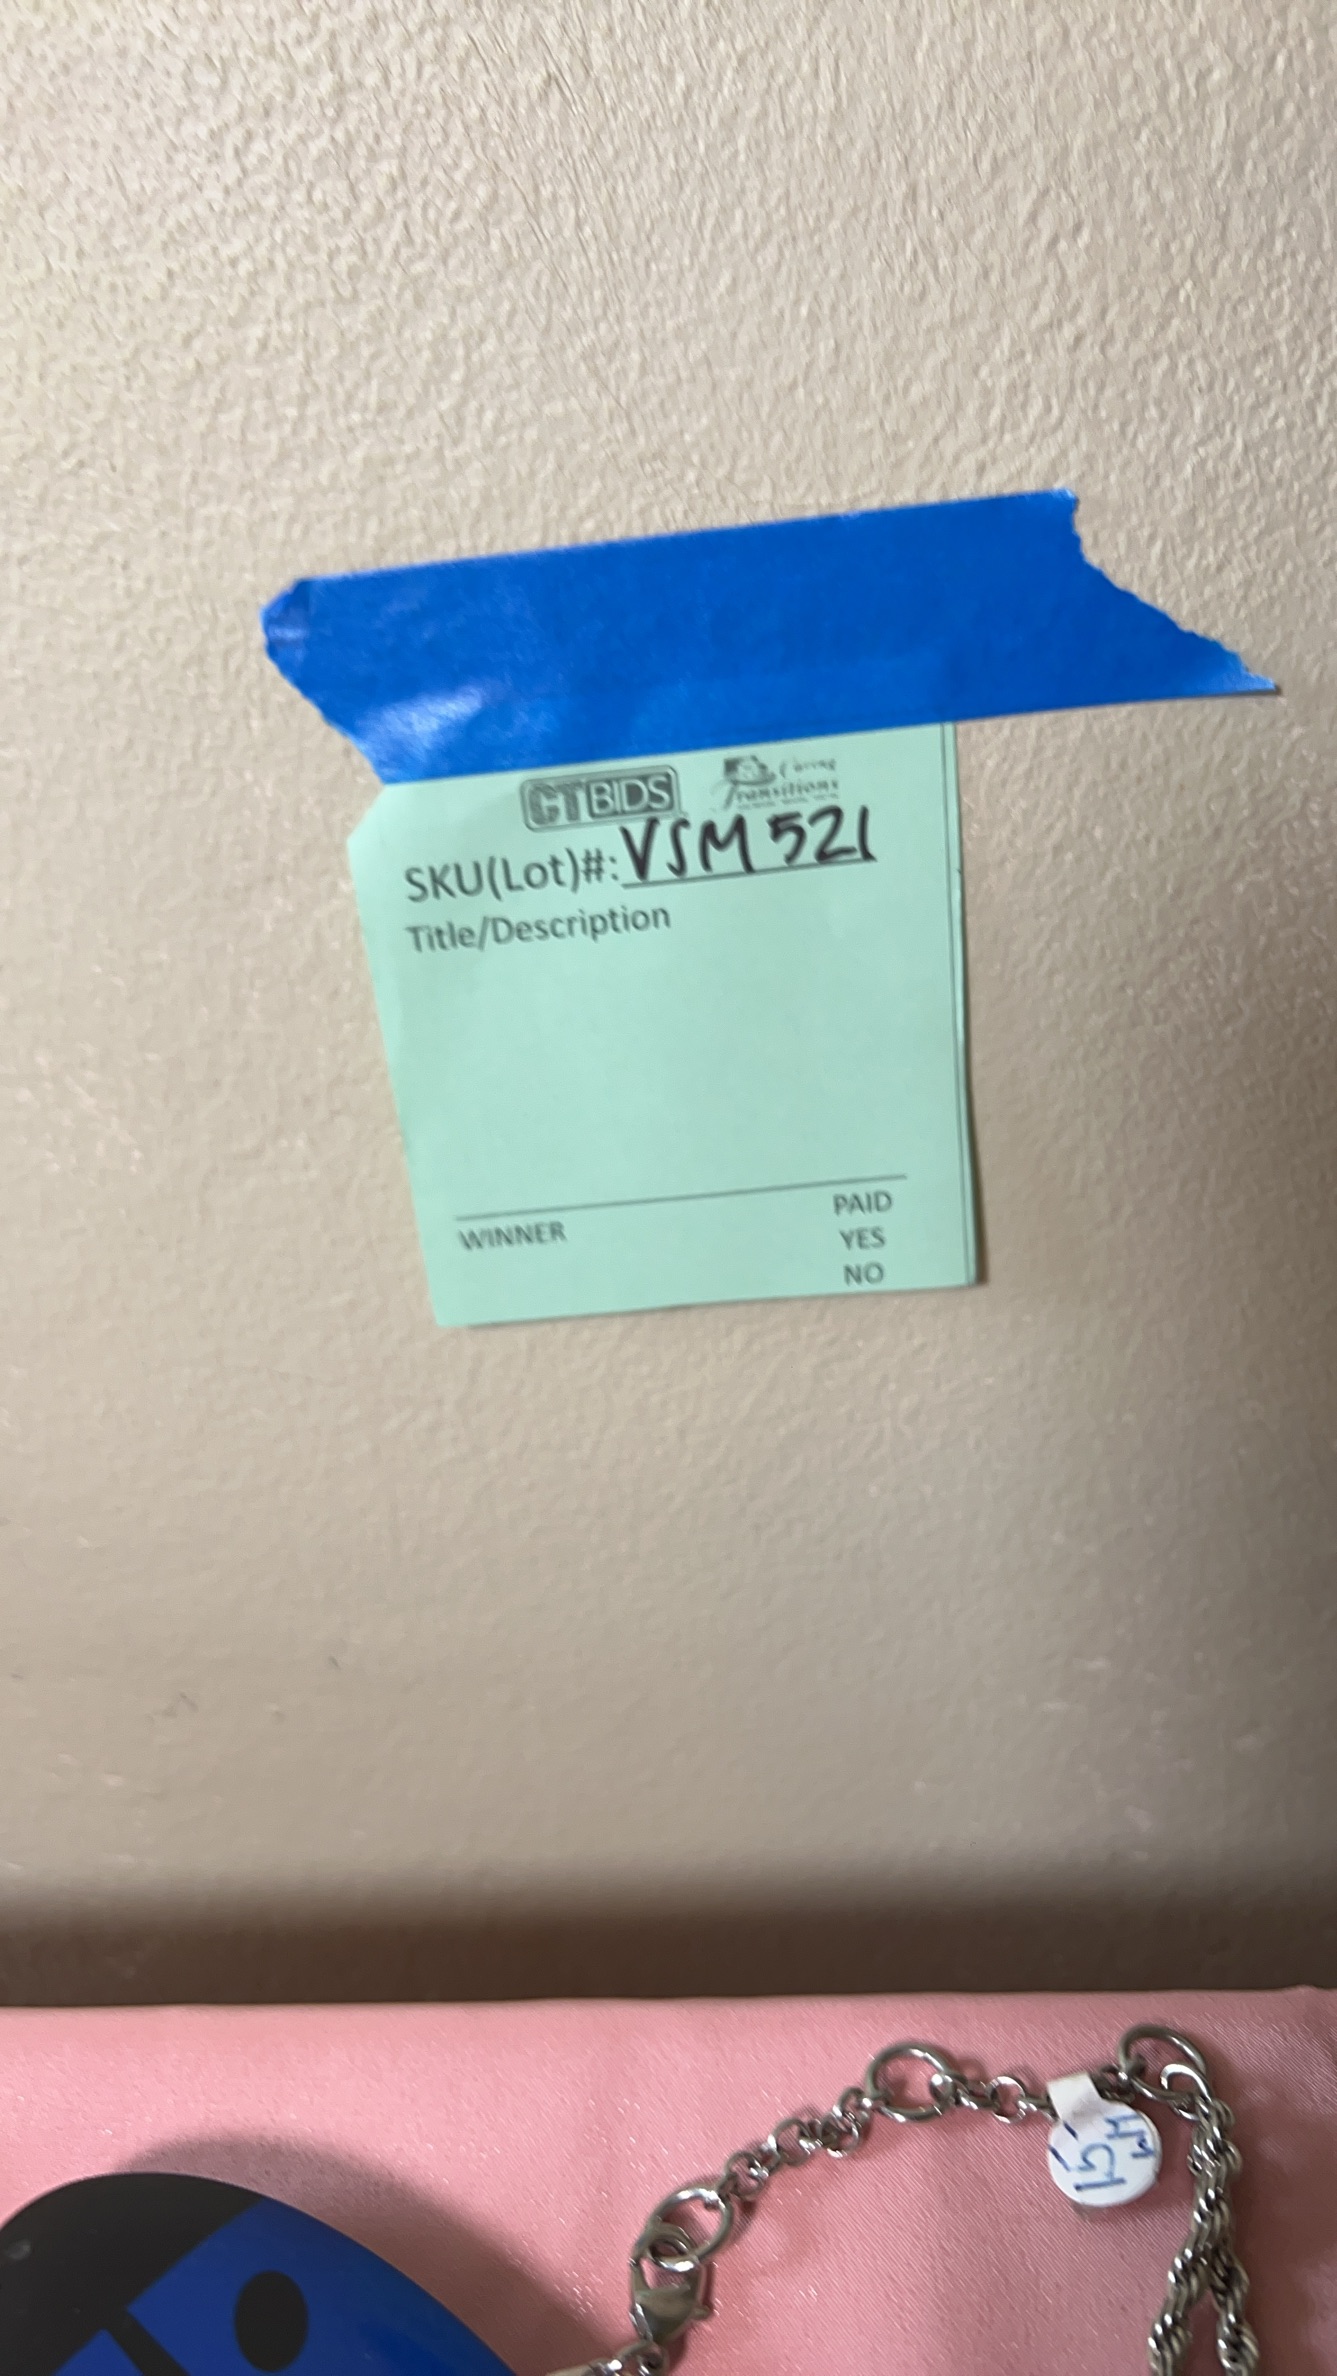 CTBIDS
Caring
Transitions
SKU(Lot)#: VSM521
Title/Description
WINNER
PAID
YES
NO